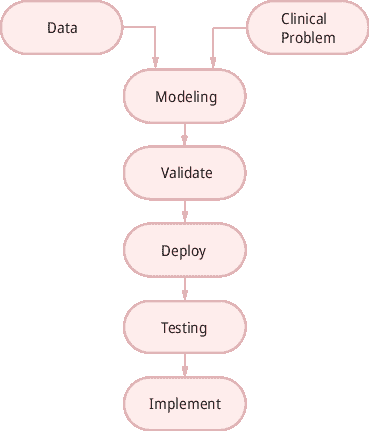 Data
Clinical
Problem
Modeling
Validate
Deploy
Testing
Implement